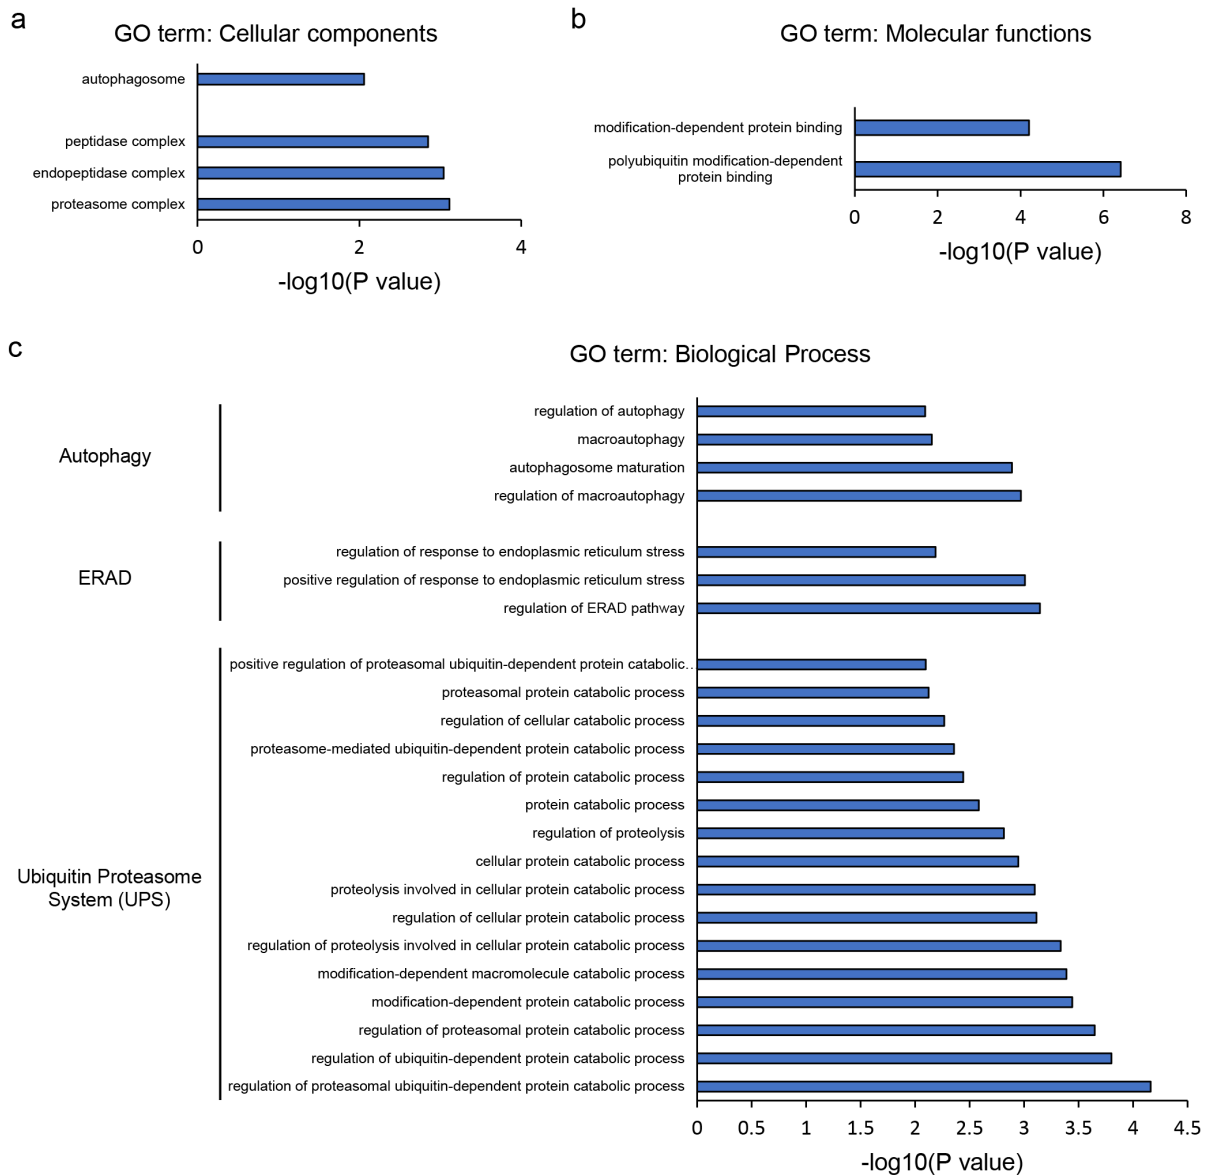 a
GO term: Cellular components
autophagosome
peptidase complex
endopeptidase complex
proteasome complex
0 2 4
-log10(P value)
b
GO term: Molecular functions
modification-dependent protein binding
polyubiquitin modification-dependent
protein binding
0 2 4 6 8
-log10(P value)
c
GO term: Biological Process
Autophagy
regulation of autophagy
macroautophagy
autophagosome maturation
regulation of macroautophagy
ERAD
regulation of response to endoplasmic reticulum stress
positive regulation of response to endoplasmic reticulum stress
regulation of ERAD pathway
Ubiquitin Proteasome
System (UPS)
positive regulation of proteasomal ubiquitin-dependent protein catabolic…
proteasomal protein catabolic process
regulation of cellular catabolic process
proteasome-mediated ubiquitin-dependent protein catabolic process
regulation of protein catabolic process
protein catabolic process
regulation of proteolysis
cellular protein catabolic process
proteolysis involved in cellular protein catabolic process
regulation of cellular protein catabolic process
regulation of proteolysis involved in cellular protein catabolic process
modification-dependent macromolecule catabolic process
modification-dependent protein catabolic process
regulation of proteasomal protein catabolic process
regulation of ubiquitin-dependent protein catabolic process
regulation of proteasomal ubiquitin-dependent protein catabolic process
0 0.5 1 1.5 2 2.5 3 3.5 4 4.5
-log10(P value)